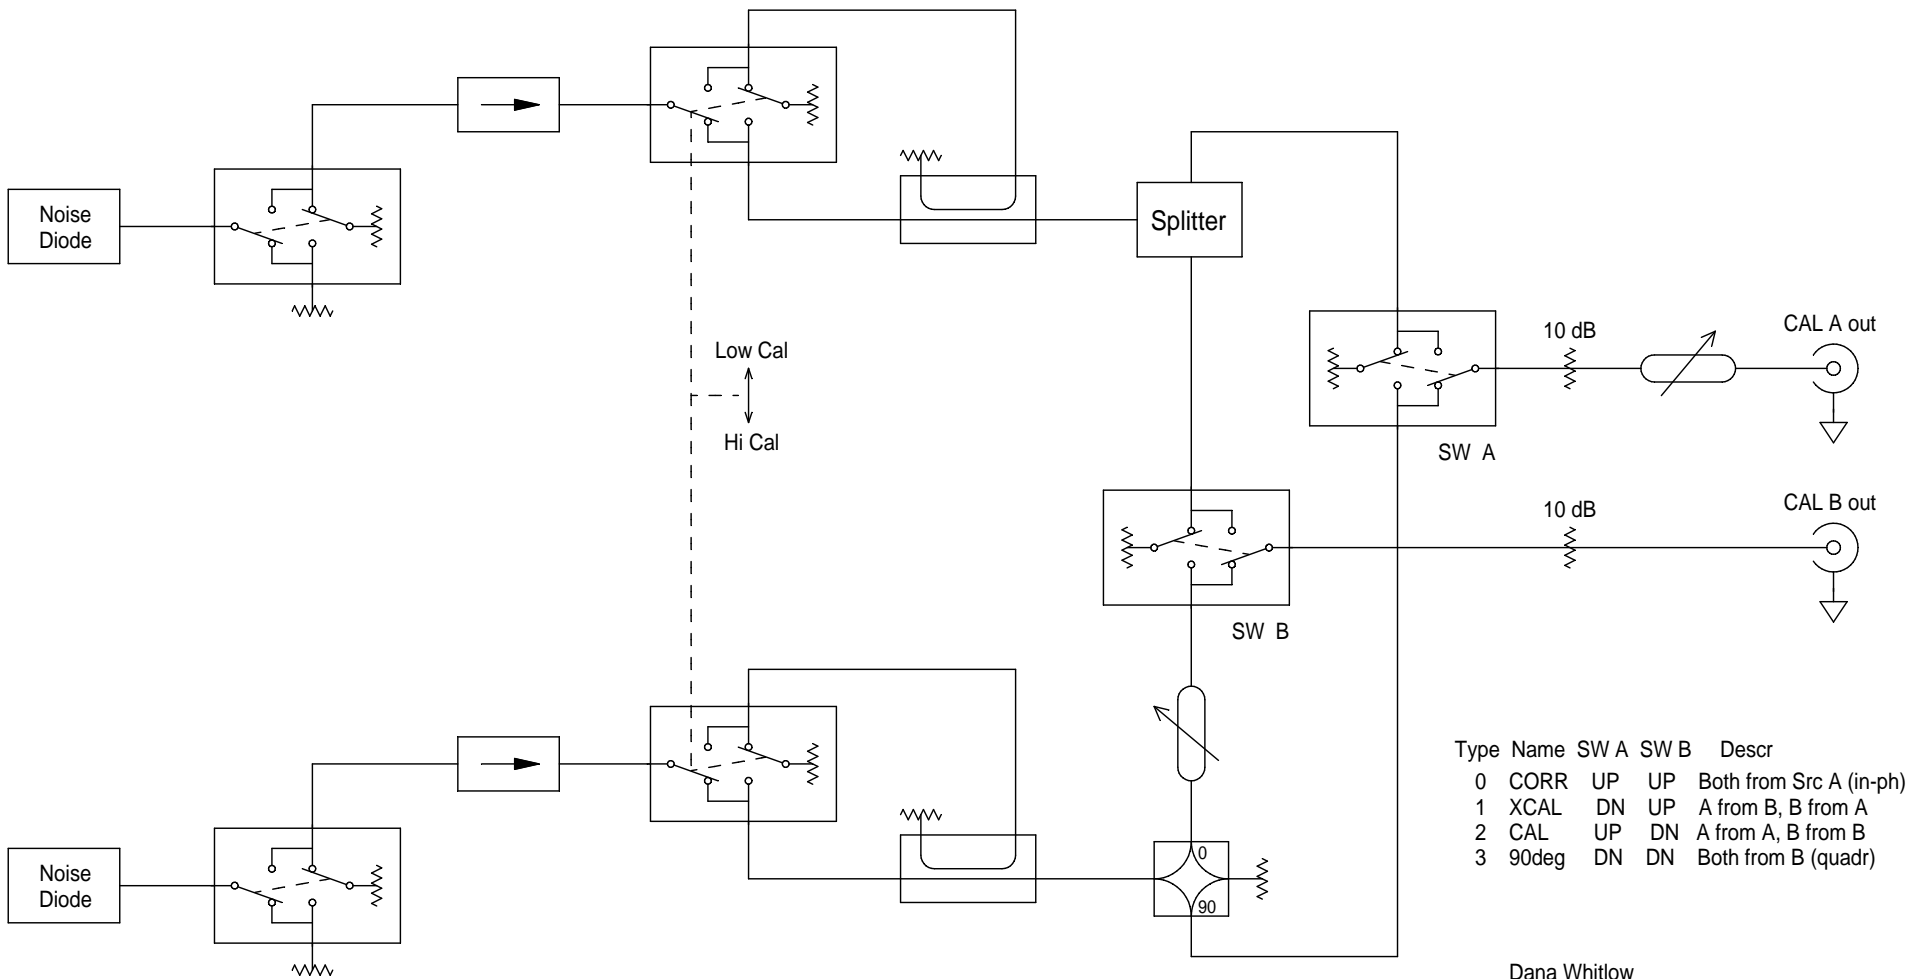 Noise
Diode
Splitter
Low Cal
Hi Cal
10 dB
CAL A out
SW A
10 dB
CAL B out
SW B
Noise
Diode
0
90
Type Name SW A SW B Descr
0 CORR UP UP Both from Src A (in-ph)
1 XCAL DN UP A from B, B from A
2 CAL UP DN A from A, B from B
3 90deg DN DN Both from B (quadr)
Dana Whitlow